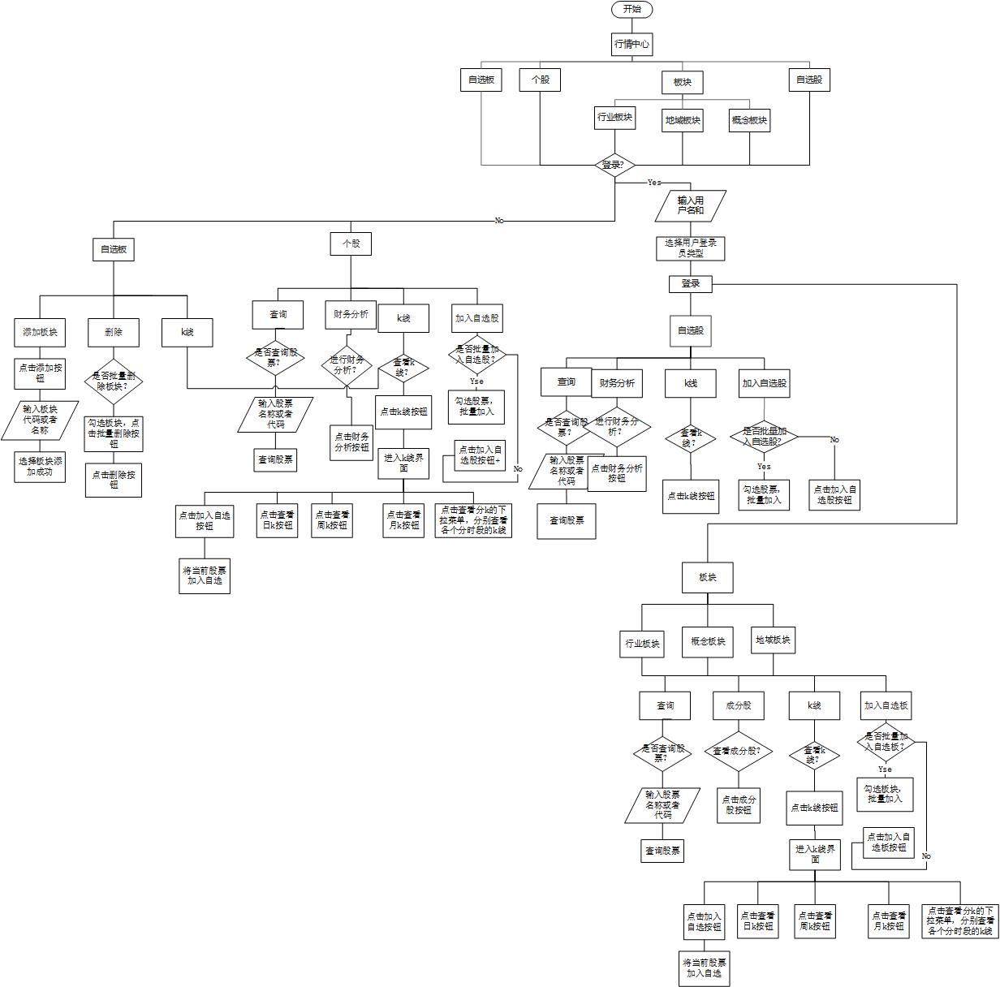 开始
行情中心
自选板
个股
板块
自选股
行业板块
地域板块
概念板块
登录?
Yes
No
输入用
户名和
选择用户登录
员类型
登录
自选板
个股
添加板块
删除
k线
点击添加按
钮
是否批量删
除板块?
输入板块
代码或者
名称
勾选板块，点
击批量删除按
钮
选择板块添
加成功
点击删除按
钮
查询
财务分析
k线
加入自选股
是否查询股
票?
进行财务
分析?
查看k
线?
是否批量加
入自选股?
Yse
输入股票
名称或者
代码
点击k线按钮
勾选股票，
批量加入
点击财务
分析按钮
查询股票
进入k线界
面
点击加入自
选股按钮+
No
点击加入自选
按钮
点击查看
日k按钮
点击查看
周k按钮
点击查看
月k按钮
点击查看分k的下
拉菜单，分别查看
各个分时段的k线
将当前股票
加入自选
自选股
查询
财务分析
k线
加入自选股
是否查询股
票?
进行财务分
析?
查看k
线?
是否批量加
入自选股?
No
Yes
输入股票
名称或者
代码
点击财务分析
按钮
点击k线按钮
勾选股票，
批量加入
点击加入自
选股按钮
查询股票
板块
行业板块
概念板块
地域板块
查询
成分股
k线
加入自选板
是否查询股
票?
查看成分股?
查看k
线?
是否批量加
入自选板?
Yse
输入股票
名称或者
代码
点击成分
股按钮
点击k线按钮
勾选板块，
批量加入
查询股票
进入k线界
面
点击加入自
选板按钮
No
点击加入
自选按钮
点击查看
日k按钮
点击查看
周k按钮
点击查看
月k按钮
点击查看分k的下
拉菜单，分别查看
各个分时段的k线
将当前股票
加入自选